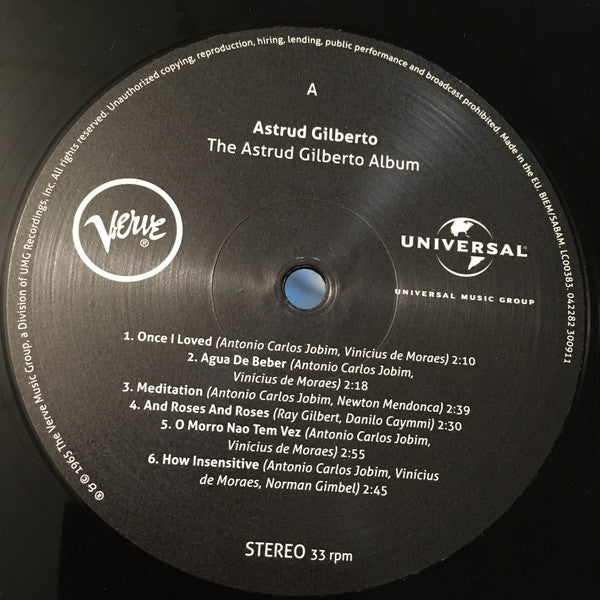 ℗ © 1965 The Verve Music Group, a Division of UMG Recordings, Inc. All rights reserved. Unauthorized copying, reproduction, hiring, lending, public performance and broadcast prohibited. Made in the EU. BIEM/SABAM. LC00383. 042282 300911
A
Astrud Gilberto
The Astrud Gilberto Album
Verve®
UNIVERSAL®
UNIVERSAL MUSIC GROUP
1. Once I Loved (Antonio Carlos Jobim, Vinícius de Moraes) 2:10
2. Agua De Beber (Antonio Carlos Jobim,
Vinícius de Moraes) 2:18
3. Meditation (Antonio Carlos Jobim, Newton Mendonca) 2:39
4. And Roses And Roses (Ray Gilbert, Danilo Caymmi) 2:30
5. O Morro Nao Tem Vez (Antonio Carlos Jobim,
Vinícius de Moraes) 2:55
6. How Insensitive (Antonio Carlos Jobim, Vinícius
de Moraes, Norman Gimbel) 2:45
STEREO 33 rpm